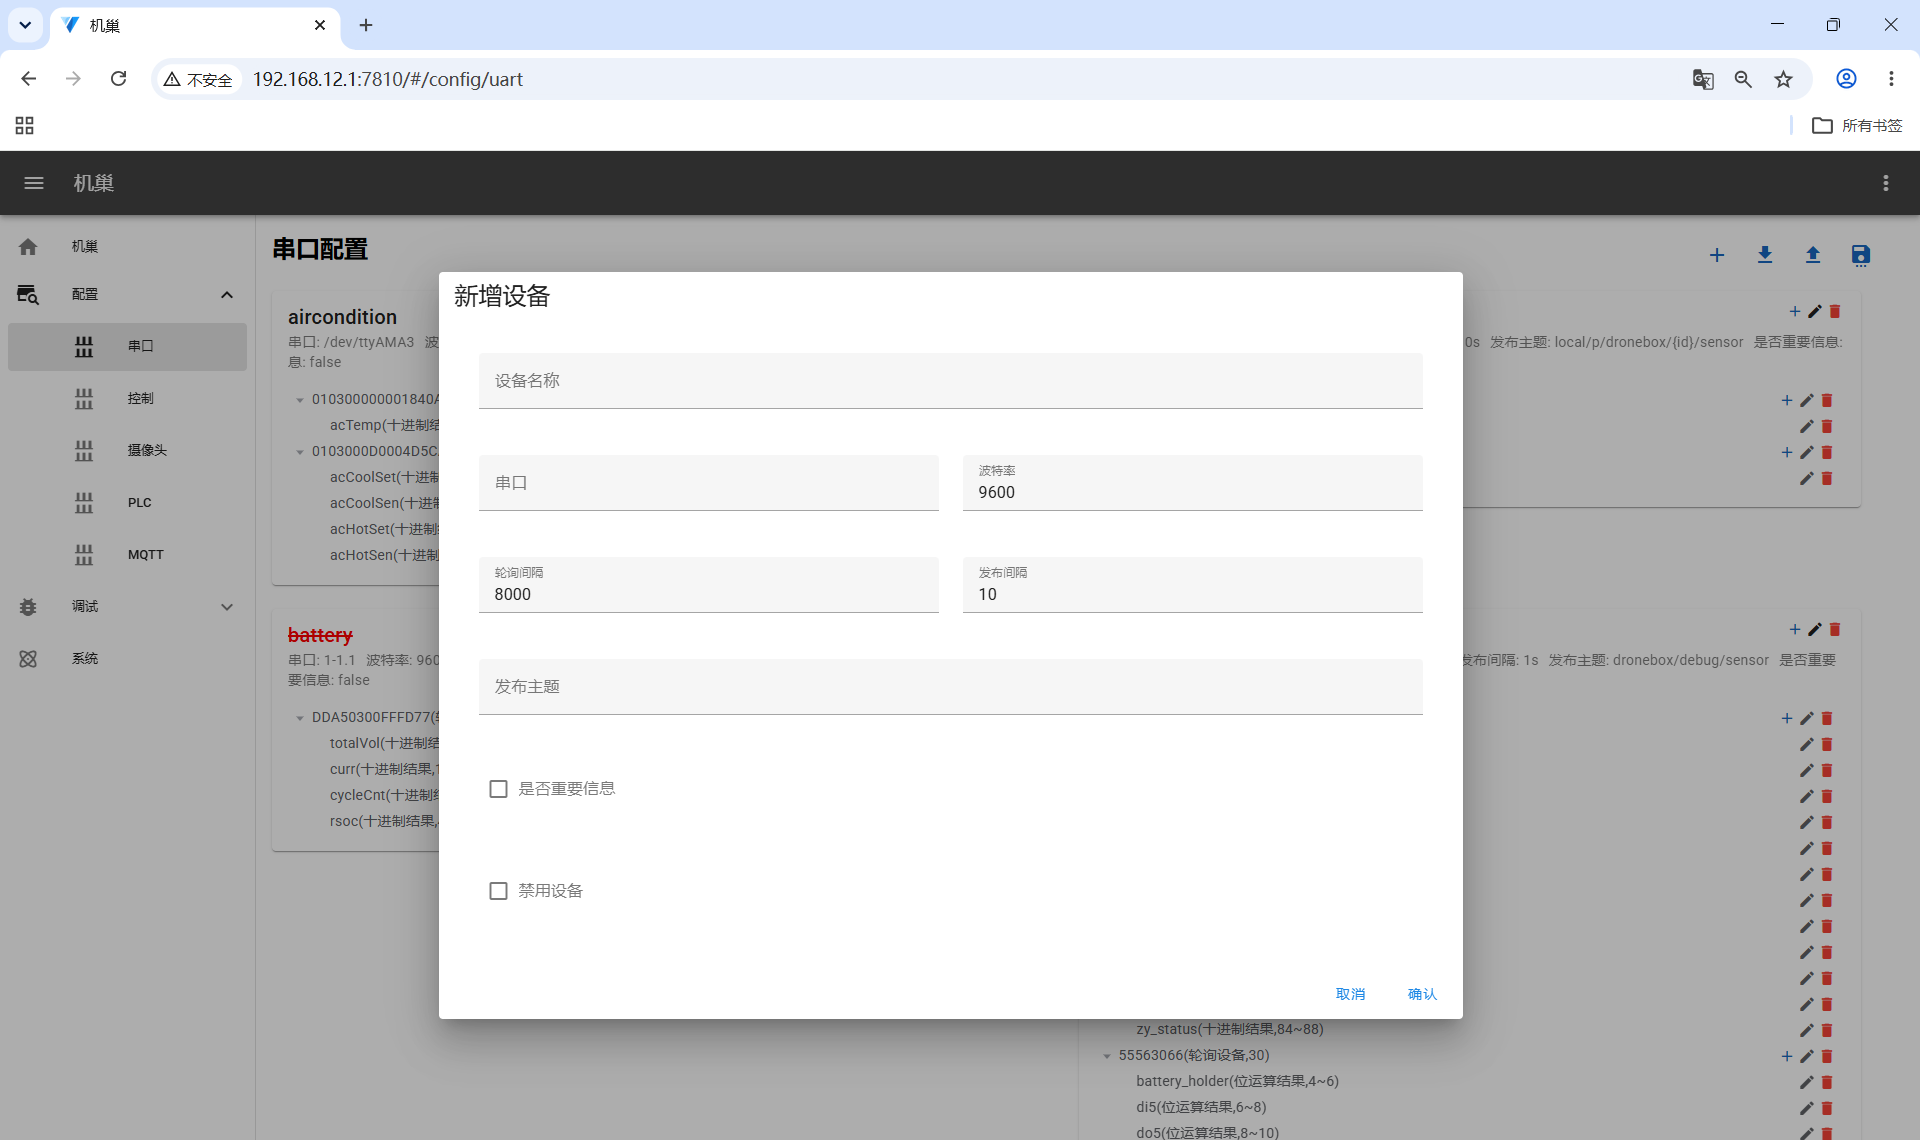 机巢
不安全
192.168.12.1:7810/#/config/uart
所有书签
机巢
机巢
配置
串口
控制
摄像头
PLC
MQTT
调试
系统
串口配置
aircondition
串口: /dev/ttyAMA3 波
息: false
010300000001840A
acTemp(十进制结
0103000D0004D5C
acCoolSet(十进制
acCoolSen(十进制
acHotSet(十进制
acHotSen(十进制
battery
串口: 1-1.1 波特率: 960
要信息: false
DDA50300FFFD77(
totalVol(十进制结
curr(十进制结果,
cycleCnt(十进制结
rsoc(十进制结果,
新增设备
设备名称
串口
波特率
9600
轮询间隔
8000
发布间隔
10
发布主题
是否重要信息
禁用设备
取消
确认
0s 发布主题: local/p/dronebox/{id}/sensor 是否重要信息:
发布间隔: 1s 发布主题: dronebox/debug/sensor 是否重要
zy_status(十进制结果,84~88)
55563066(轮询设备,30)
battery_holder(位运算结果,4~6)
di5(位运算结果,6~8)
do5(位运算结果,8~10)